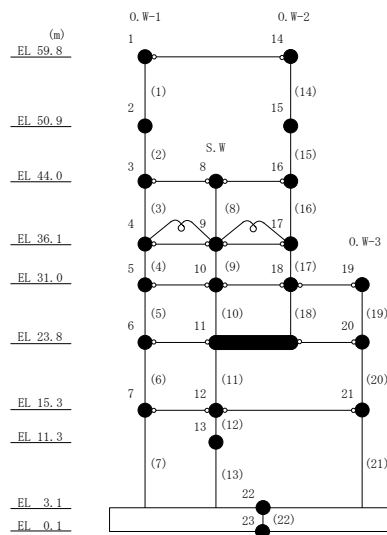 O.W-1 O.W-2
(m) 1 14
EL 59.8
(1) (14)
2 15
EL 50.9
(2) S.W (15)
3 8 16
EL 44.0
(3) (8) (16)
4 9 17
EL 36.1 O.W-3
5 (4) 10 (9) 18 (17) 19
EL 31.0
(5) (10) (18) (19)
6 11 20
EL 23.8
(6) (11) (20)
7 12 21
EL 15.3
13 (12)
EL 11.3
(7) (13) (21)
22
EL 3.1
23 (22)
EL 0.1